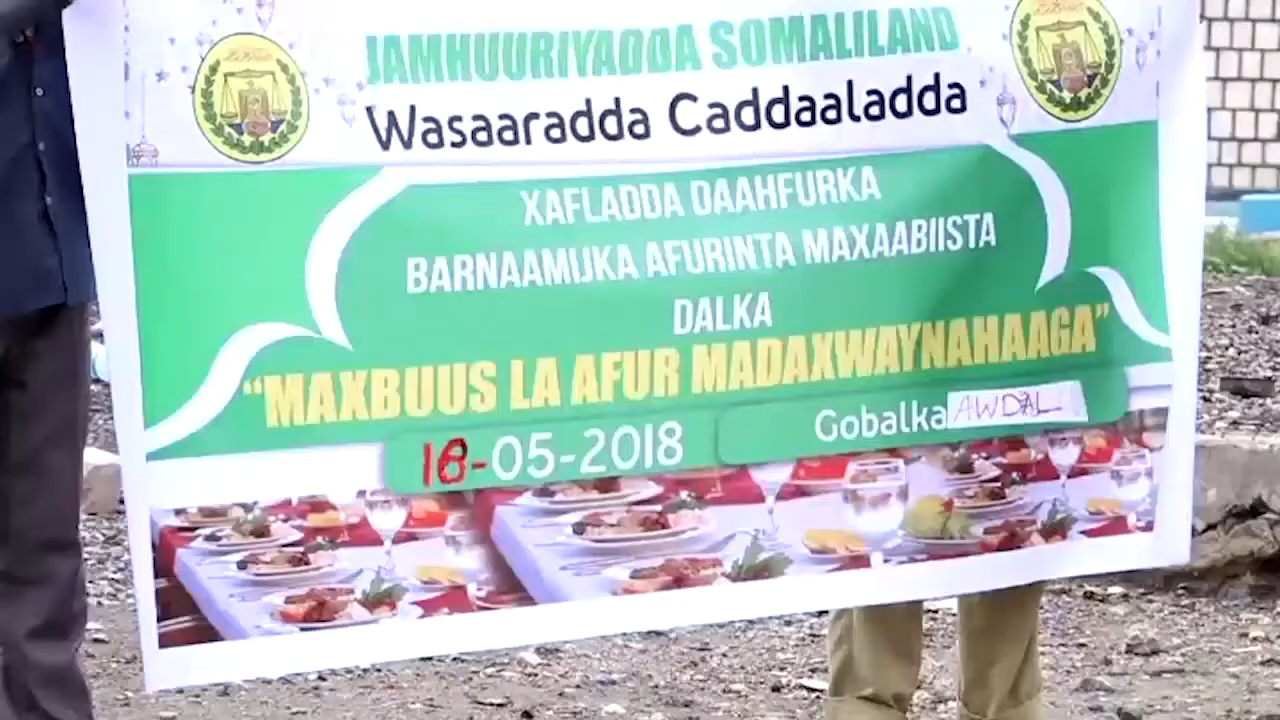 JAMHUURIYADDA SOMALILAND
Wasaaradda Caddaaladda
XAFLADDA DAAHFURKA
BARNAAMIJKA AFURINTA MAXAABIISTA
DALKA
“MAXBUUS LA AFUR MADAXWAYNAHAAGA”
18-05-2018
Gobalka AWDAL